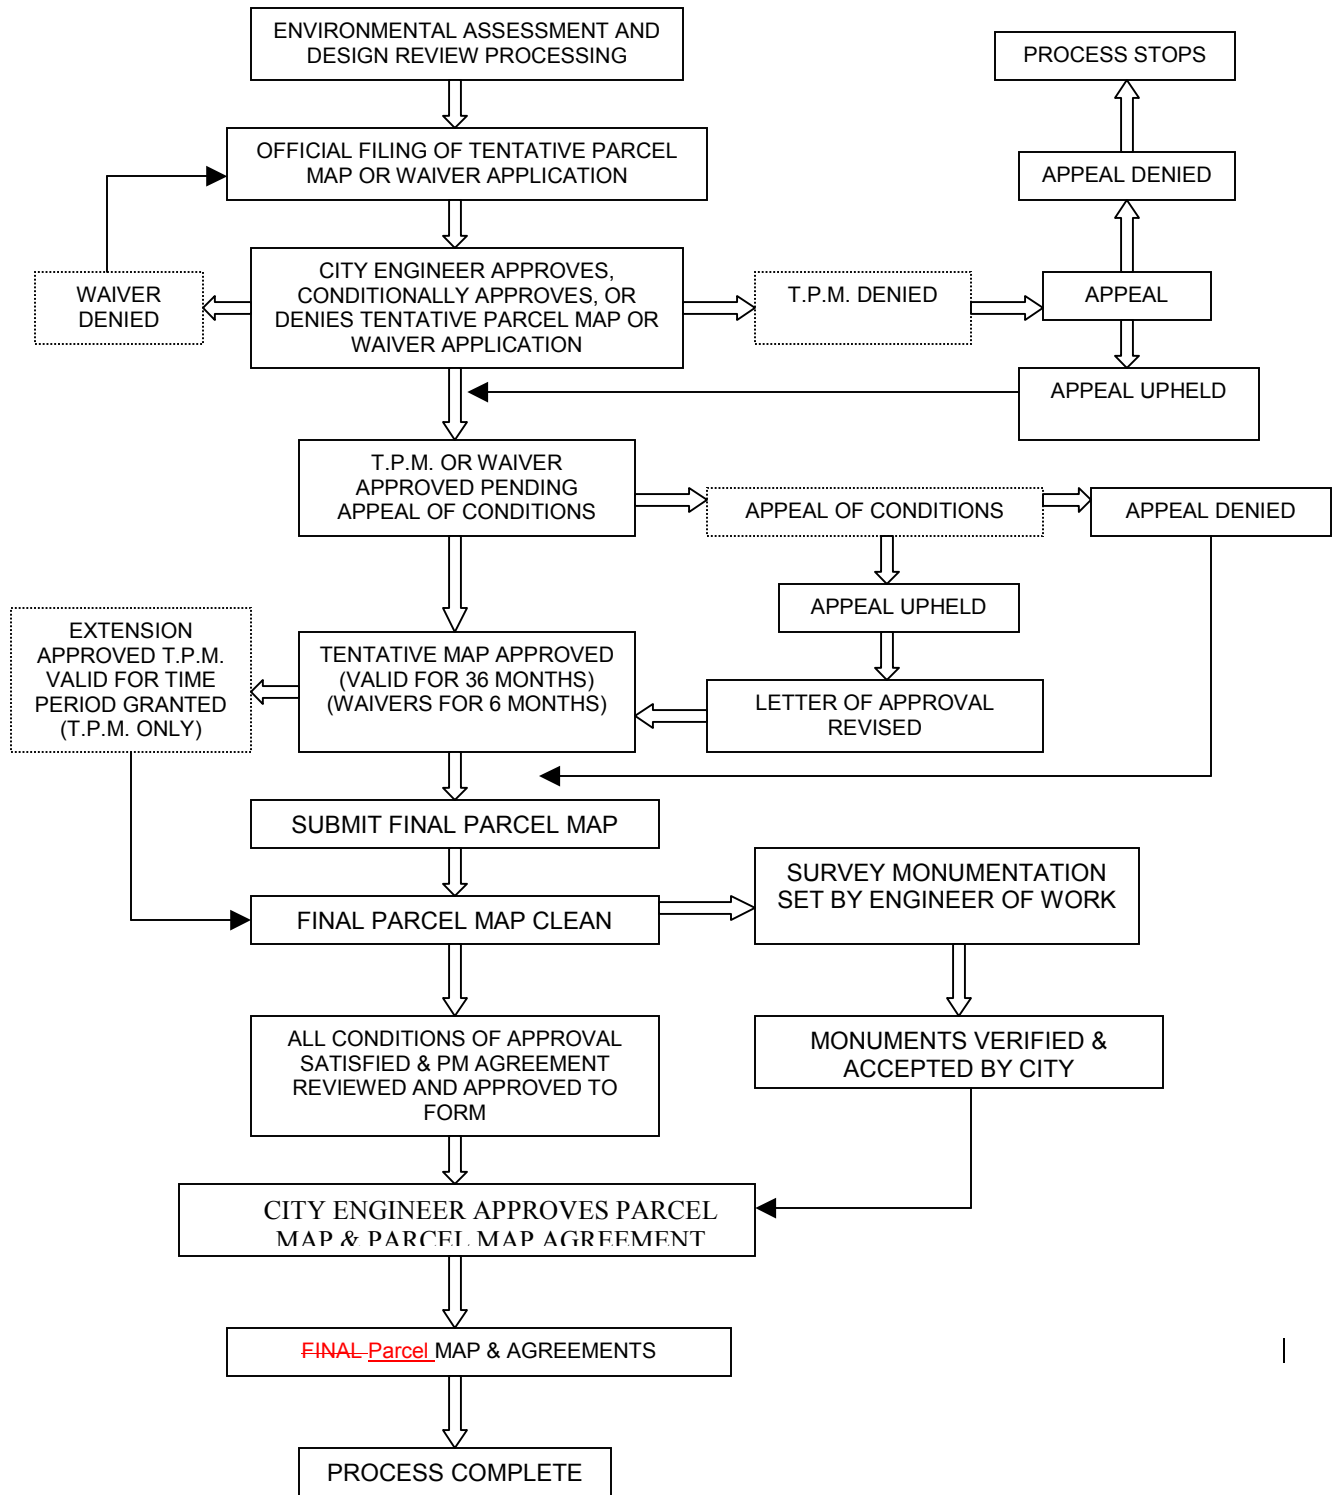 ENVIRONMENTAL ASSESSMENT AND
DESIGN REVIEW PROCESSING
PROCESS STOPS
OFFICIAL FILING OF TENTATIVE PARCEL
MAP OR WAIVER APPLICATION
APPEAL DENIED
WAIVER
DENIED
CITY ENGINEER APPROVES,
CONDITIONALLY APPROVES, OR
DENIES TENTATIVE PARCEL MAP OR
WAIVER APPLICATION
T.P.M. DENIED
APPEAL
APPEAL UPHELD
T.P.M. OR WAIVER
APPROVED PENDING
APPEAL OF CONDITIONS
APPEAL OF CONDITIONS
APPEAL DENIED
APPEAL UPHELD
EXTENSION
APPROVED T.P.M.
VALID FOR TIME
PERIOD GRANTED
(T.P.M. ONLY)
TENTATIVE MAP APPROVED
(VALID FOR 36 MONTHS)
(WAIVERS FOR 6 MONTHS)
LETTER OF APPROVAL
REVISED
SUBMIT FINAL PARCEL MAP
FINAL PARCEL MAP CLEAN
SURVEY MONUMENTATION
SET BY ENGINEER OF WORK
ALL CONDITIONS OF APPROVAL
SATISFIED & PM AGREEMENT
REVIEWED AND APPROVED TO
FORM
MONUMENTS VERIFIED &
ACCEPTED BY CITY
CITY ENGINEER APPROVES PARCEL
MAP & PARCEL MAP AGREEMENT
FINAL Parcel MAP & AGREEMENTS
PROCESS COMPLETE